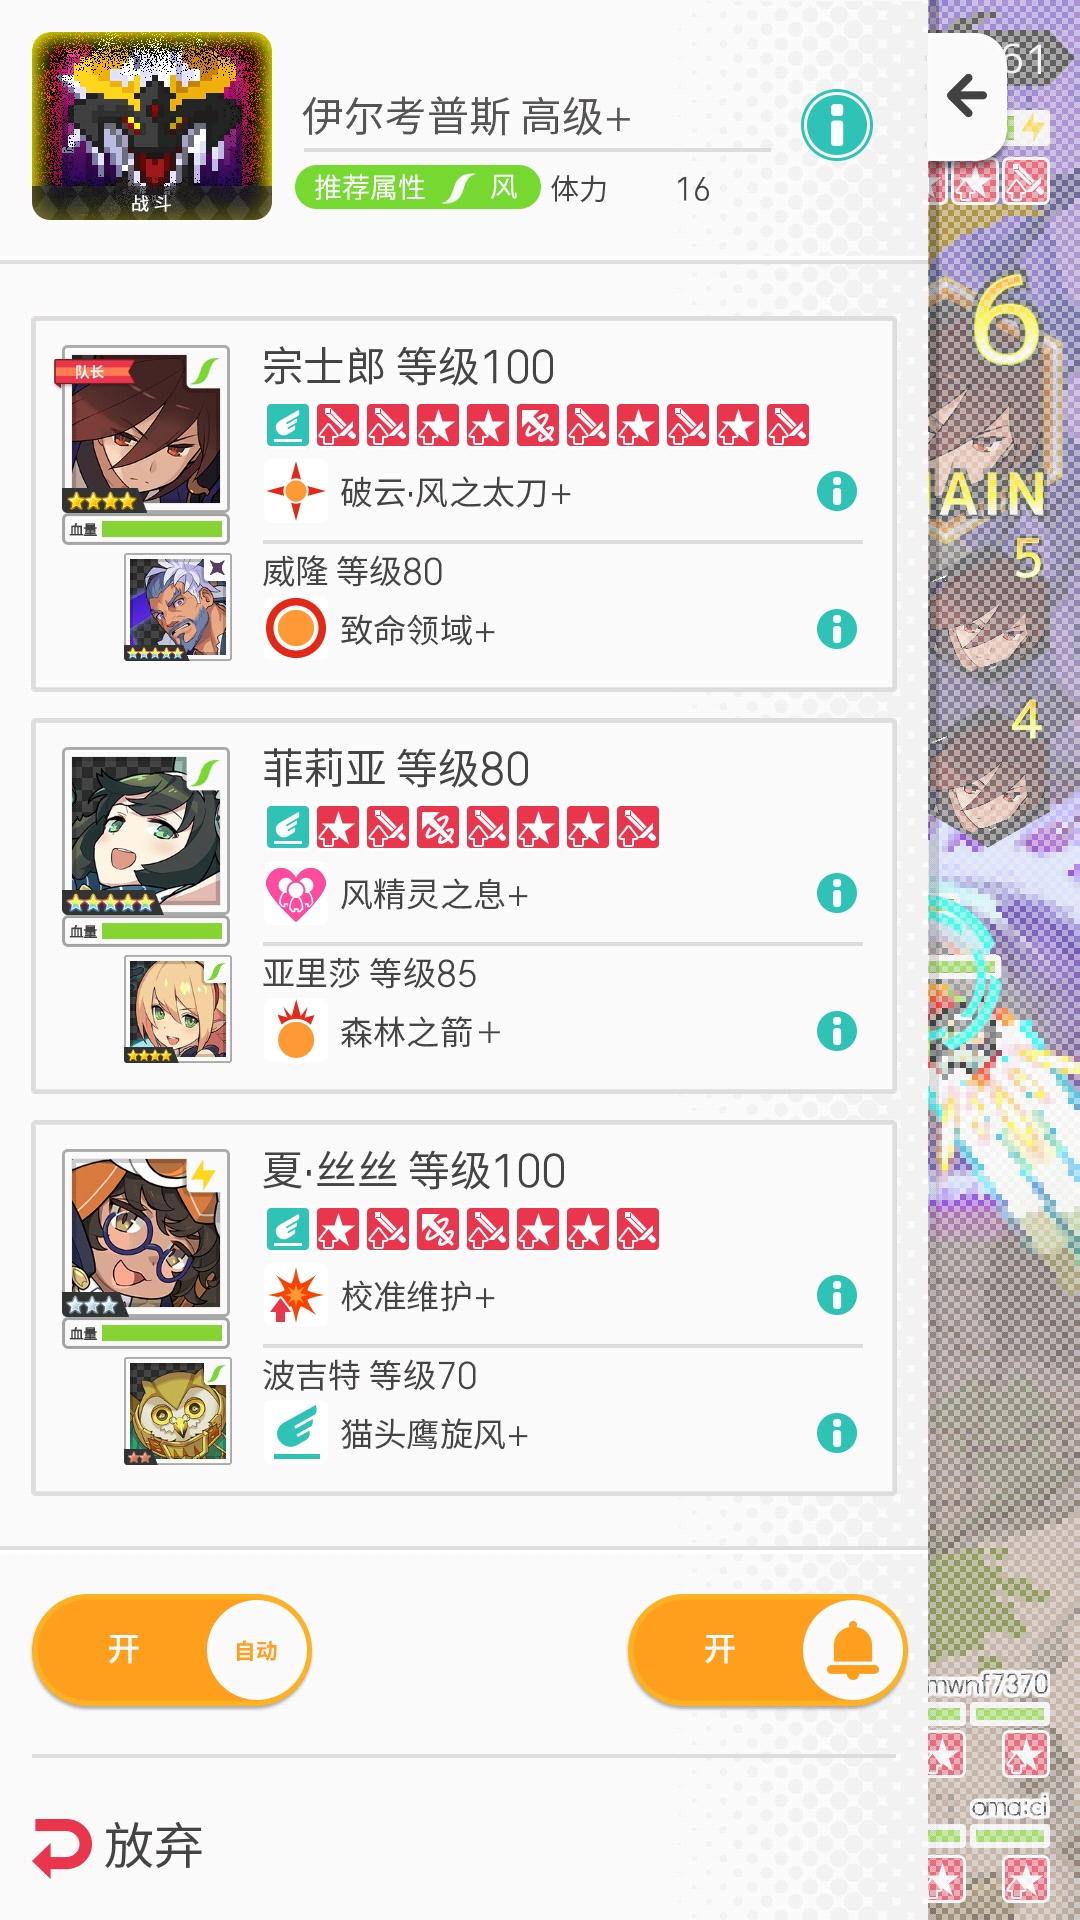 伊尔考普斯 高级+
战斗
推荐属性 风 体力 16
队长
宗士郎 等级100
破云·风之太刀+
血量
威隆 等级80
致命领域+
菲莉亚 等级80
风精灵之息+
血量
亚里莎 等级85
森林之箭+
夏·丝丝 等级100
校准维护+
血量
波吉特 等级70
猫头鹰旋风+
开 自动
开
放弃
61
6
AIN
5
4
mwnf7370
oma:ci